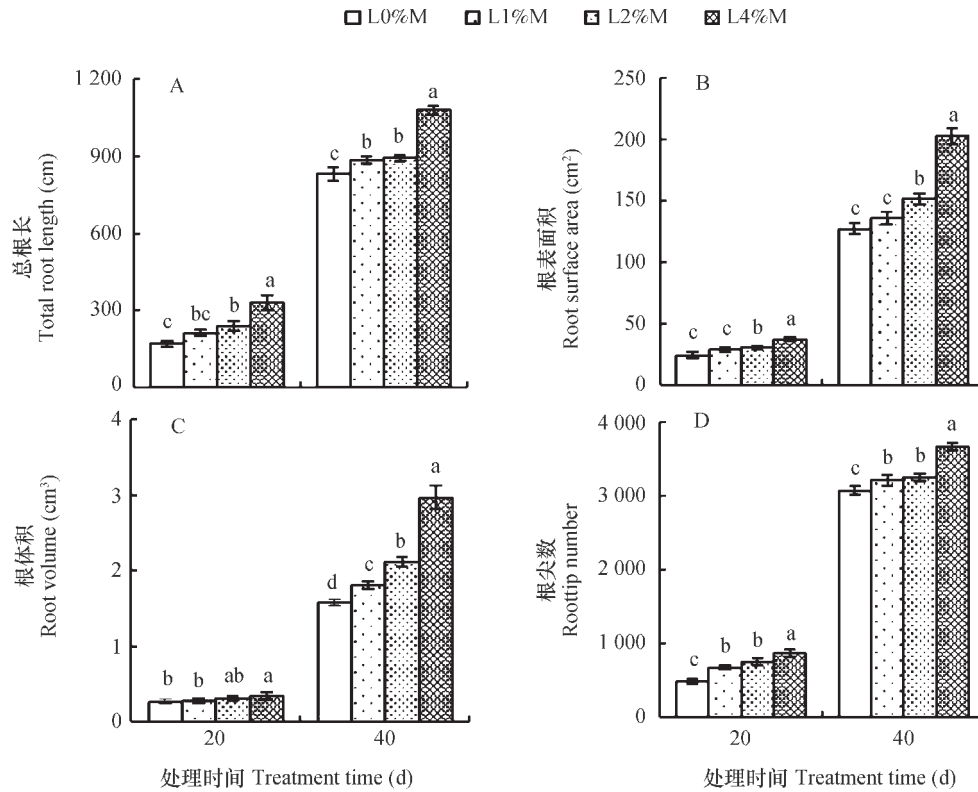 L0%M L1%M L2%M L4%M
A
1 200
900
600
300
0
总根长
Total root length (cm)
c bc b a
c b b a
B
250
200
150
100
50
0
根表面积
Root surface area (cm²)
c c b a
c c b a
C
4
3
2
1
0
根体积
Root volume (cm³)
b b ab a
d c b a
20 40
处理时间 Treatment time (d)
D
4 000
3 000
2 000
1 000
0
根尖数
Roottip number
c b b a
c b b a
20 40
处理时间 Treatment time (d)